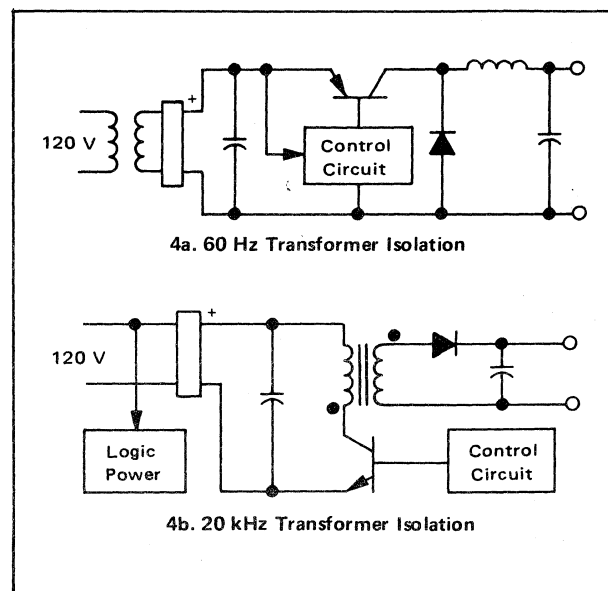 +
120 V
Control
Circuit
4a. 60 Hz Transformer Isolation
+
120 V
Logic
Power
Control
Circuit
4b. 20 kHz Transformer Isolation